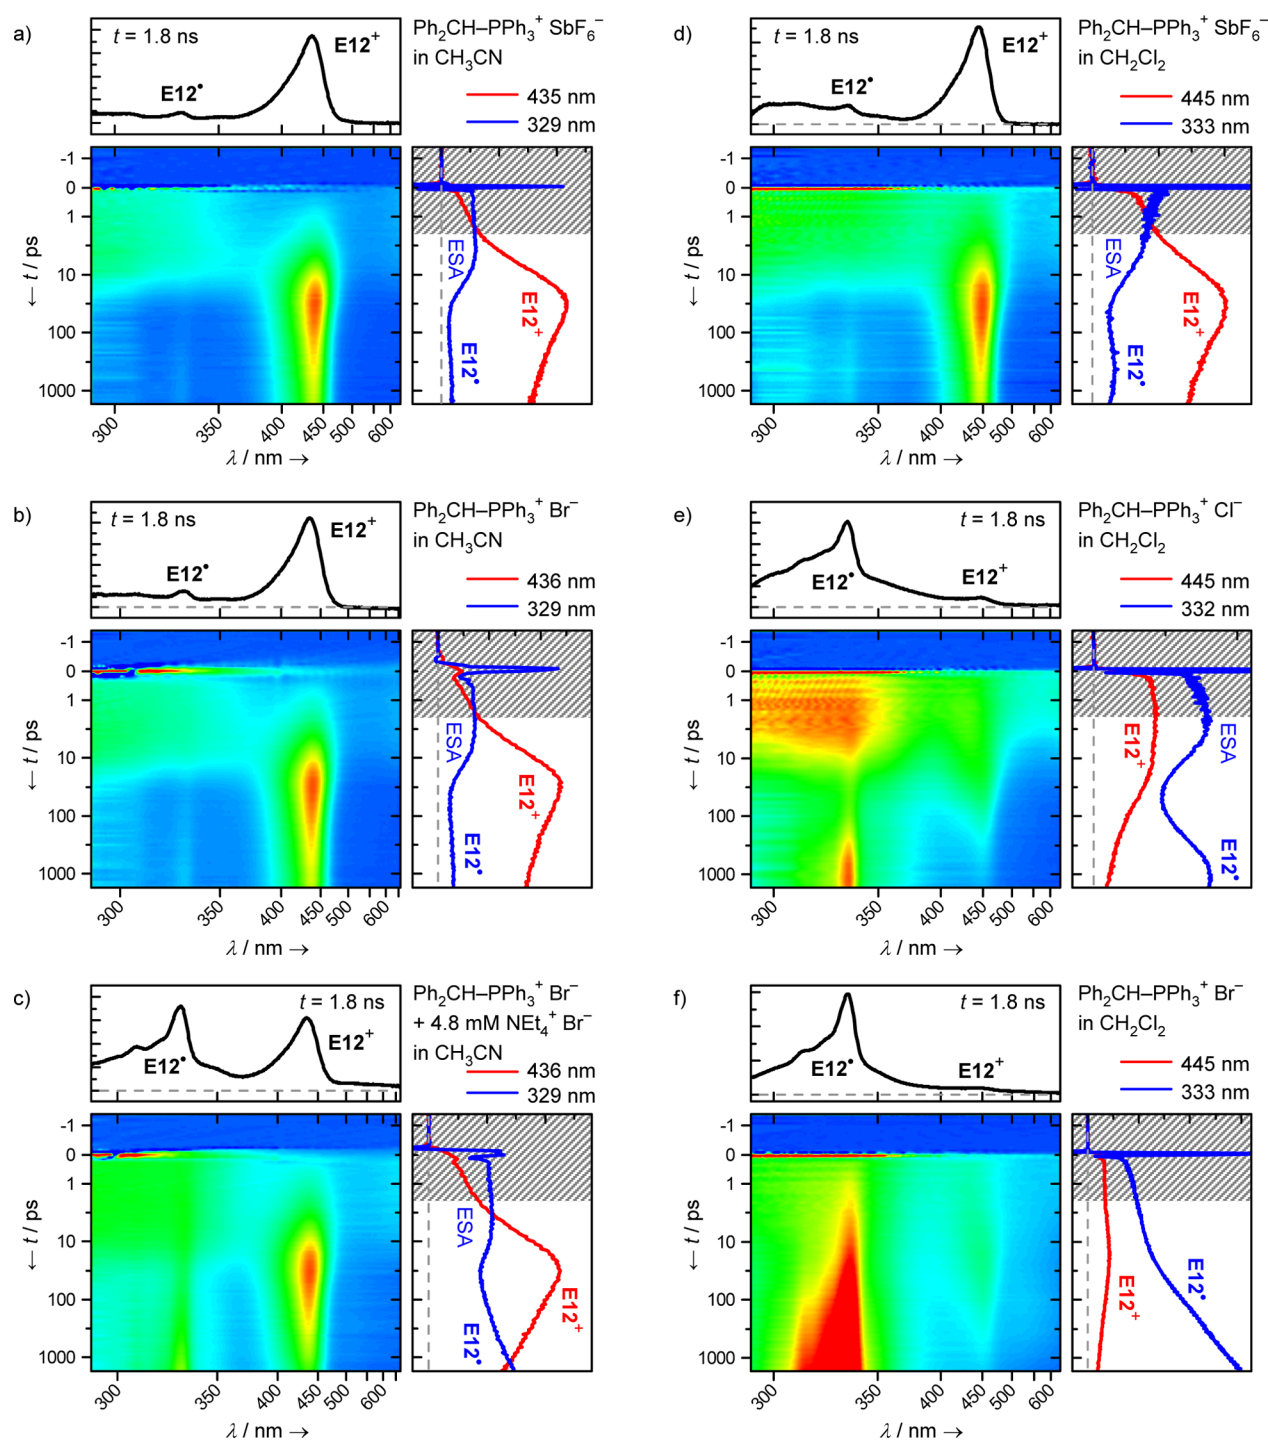 a)
t = 1.8 ns
E12•
E12⁺
Ph₂CH–PPh₃⁺ SbF₆⁻
in CH₃CN
435 nm
329 nm
-1
0
1
10
100
1000
← t / ps
ESA
E12⁺
E12•
300
350
400
450
500
600
λ / nm →
d)
t = 1.8 ns
E12•
E12⁺
Ph₂CH–PPh₃⁺ SbF₆⁻
in CH₂Cl₂
445 nm
333 nm
-1
0
1
10
100
1000
← t / ps
ESA
E12⁺
E12•
300
350
400
450
500
600
λ / nm →
b)
t = 1.8 ns
E12•
E12⁺
Ph₂CH–PPh₃⁺ Br⁻
in CH₃CN
436 nm
329 nm
-1
0
1
10
100
1000
← t / ps
ESA
E12⁺
E12•
300
350
400
450
500
600
λ / nm →
e)
t = 1.8 ns
E12•
E12⁺
Ph₂CH–PPh₃⁺ Cl⁻
in CH₂Cl₂
445 nm
332 nm
-1
0
1
10
100
1000
← t / ps
E12⁺
ESA
E12•
300
350
400
450
500
600
λ / nm →
c)
t = 1.8 ns
E12•
E12⁺
Ph₂CH–PPh₃⁺ Br⁻
+ 4.8 mM NEt₄⁺ Br⁻
in CH₃CN
436 nm
329 nm
-1
0
1
10
100
1000
← t / ps
ESA
E12⁺
E12•
300
350
400
450
500
600
λ / nm →
f)
t = 1.8 ns
E12•
E12⁺
Ph₂CH–PPh₃⁺ Br⁻
in CH₂Cl₂
445 nm
333 nm
-1
0
1
10
100
1000
← t / ps
E12⁺
E12•
300
350
400
450
500
600
λ / nm →